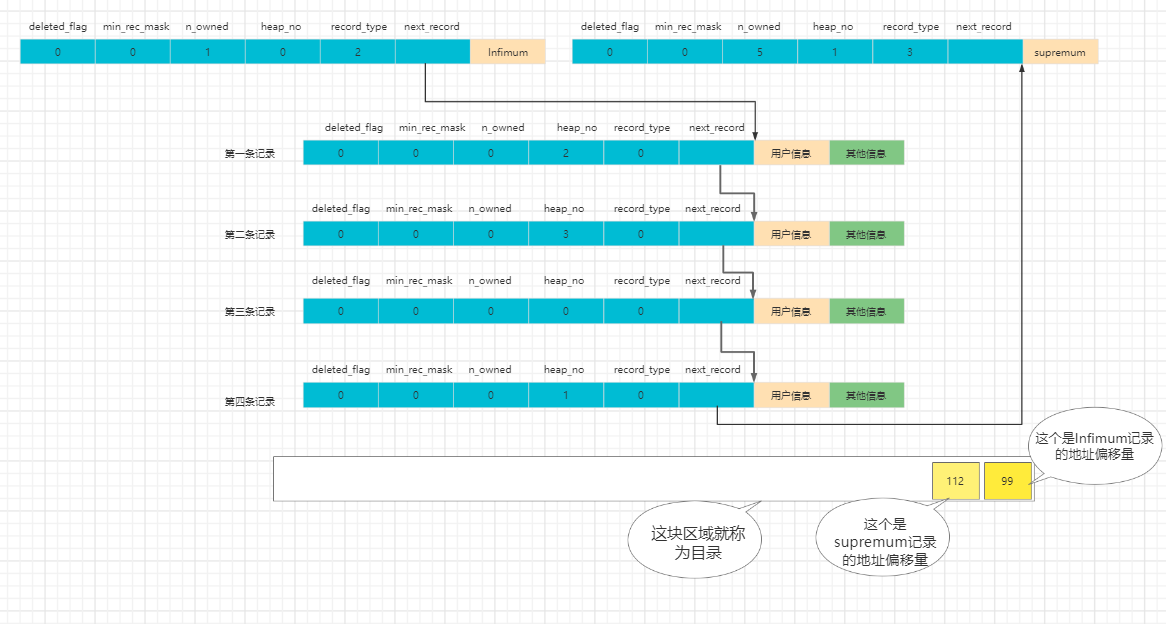 deleted_flag min_rec_mask n_owned heap_no record_type next_record
0 0 1 0 2 Infimum
deleted_flag min_rec_mask n_owned heap_no record_type next_record
0 0 5 1 3 supremum
deleted_flag min_rec_mask n_owned heap_no record_type next_record
第一条记录 0 0 0 2 0 用户信息 其他信息
deleted_flag min_rec_mask n_owned heap_no record_type next_record
第二条记录 0 0 0 3 0 用户信息 其他信息
deleted_flag min_rec_mask n_owned heap_no record_type next_record
第三条记录 0 0 0 0 0 用户信息 其他信息
deleted_flag min_rec_mask n_owned heap_no record_type next_record
第四条记录 0 0 0 1 0 用户信息 其他信息
这个是Infimum记录
的地址偏移量
112 99
这块区域就称
为目录
这个是
supremum记录
的地址偏移量